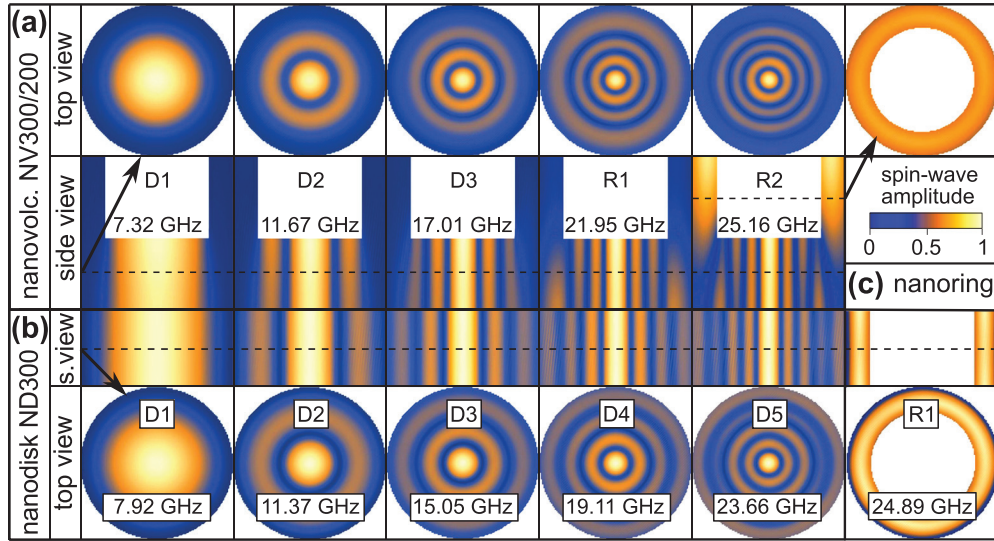 (a)
nanovolc. NV300/200
top view
side view
D1
D2
D3
R1
R2
7.32 GHz
11.67 GHz
17.01 GHz
21.95 GHz
25.16 GHz
spin-wave
amplitude
0
0.5
1
(c) nanoring
(b)
nanodisk ND300
s.view
top view
D1
D2
D3
D4
D5
R1
7.92 GHz
11.37 GHz
15.05 GHz
19.11 GHz
23.66 GHz
24.89 GHz